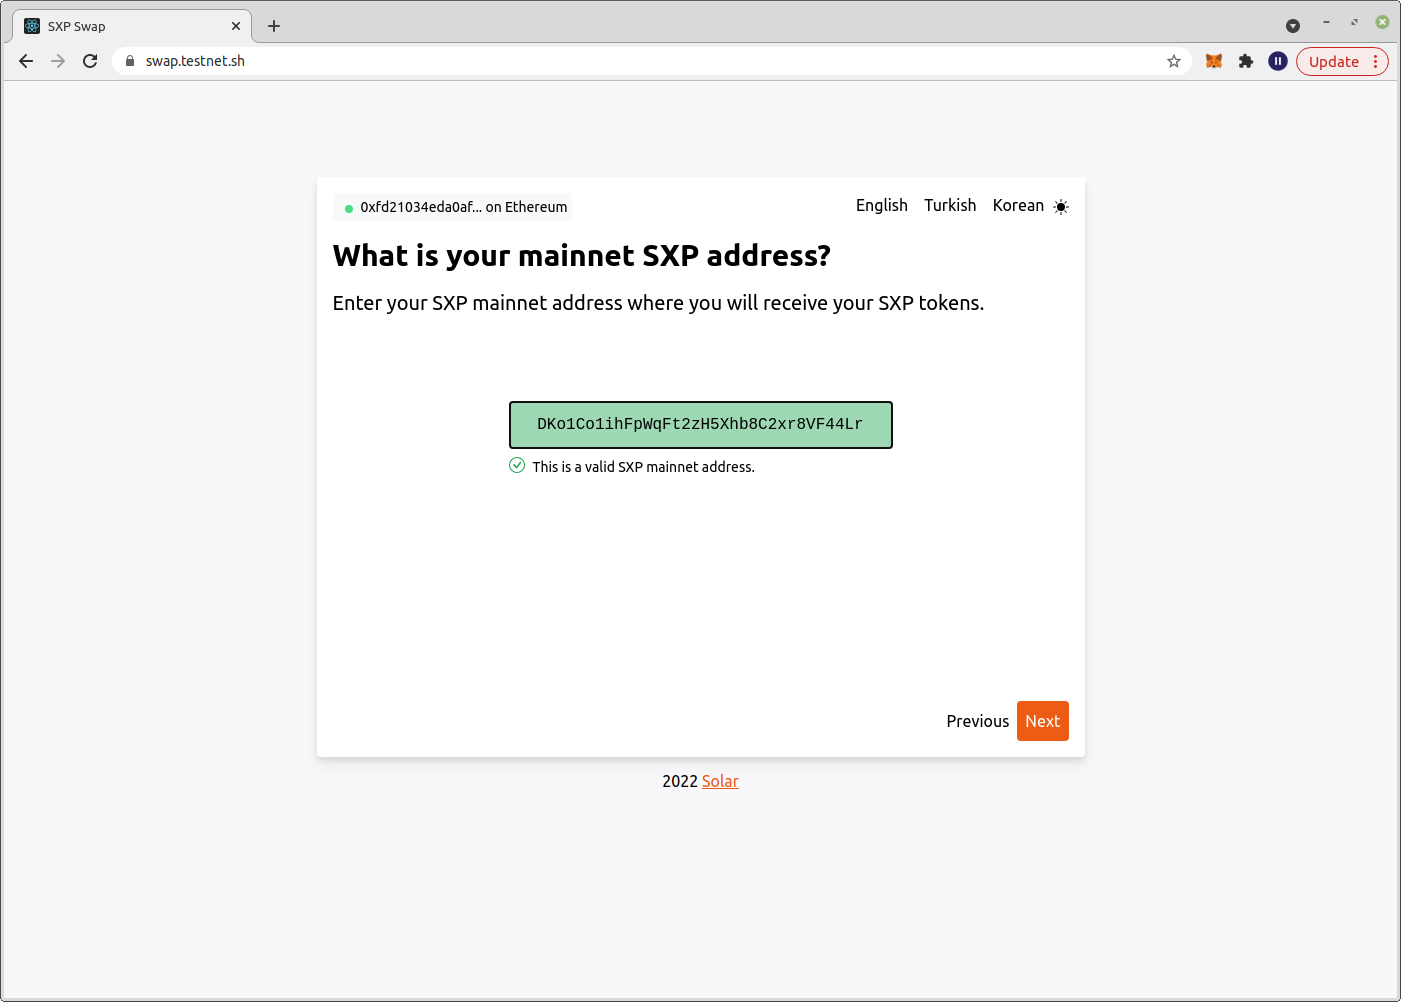 SXP Swap
swap.testnet.sh
Update
0xfd21034eda0af... on Ethereum
English Turkish Korean
What is your mainnet SXP address?
Enter your SXP mainnet address where you will receive your SXP tokens.
DKo1Co1ihFpWqFt2zH5Xhb8C2xr8VF44Lr
This is a valid SXP mainnet address.
Previous Next
2022 Solar